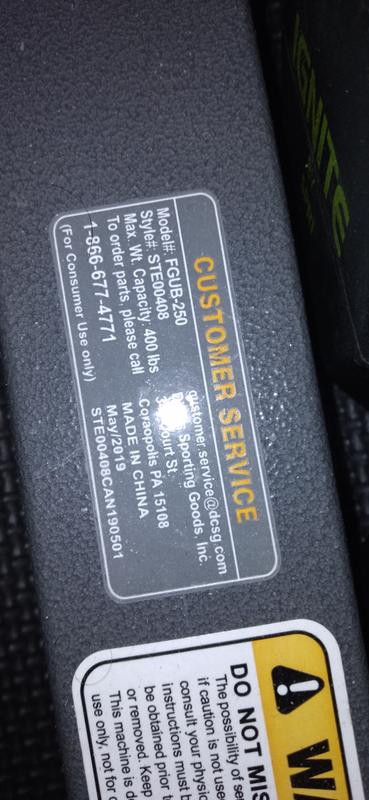 IGNITE
CUSTOMER SERVICE
Model#: FGUB-250
Style#: STE00408
Max. Wt. Capacity: 400 lbs
To order parts, please call
1-866-677-4771
(For Consumer Use only)
customer.service@dcsg.com
Sporting Goods, Inc.
Court St.
Coraopolis PA 15108
MADE IN CHINA
May/2019
STE00408CAN190501
WA
DO NOT MIS
The possibility of se
if caution is not use
consult your physic
instructions must b
be obtained prior t
or removed. Keep
This machine is d
use only, not for c